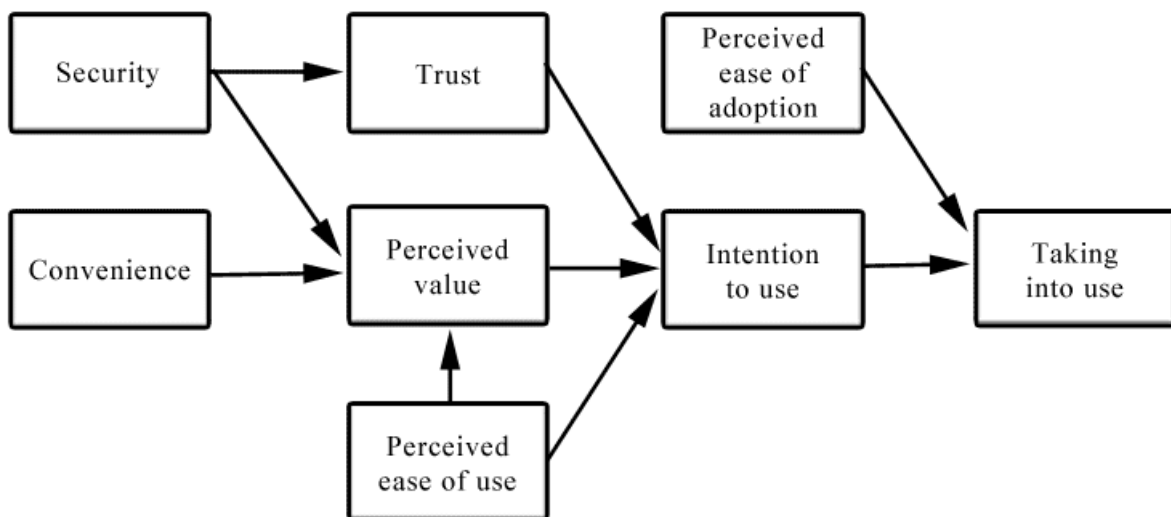 Security
Trust
Perceived
ease of
adoption
Convenience
Perceived
value
Intention
to use
Taking
into use
Perceived
ease of use